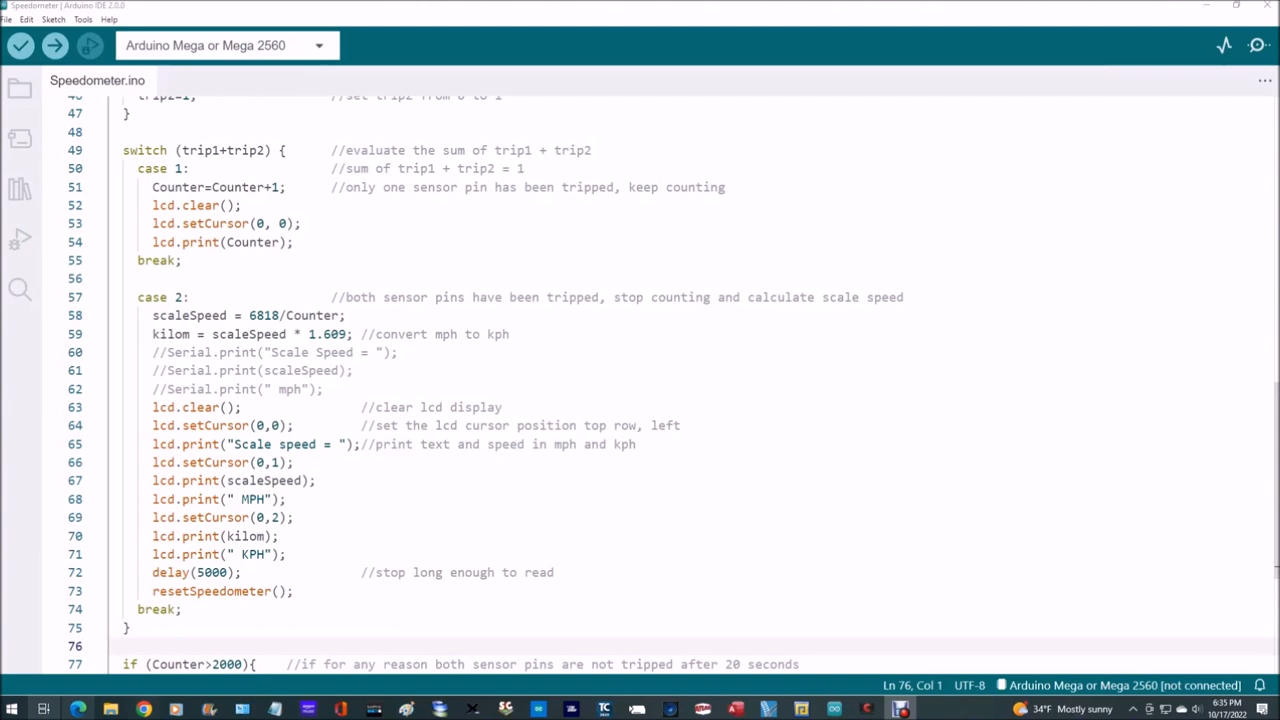 Speedometer | Arduino IDE 2.0.0
File Edit Sketch Tools Help
Arduino Mega or Mega 2560
Speedometer.ino
46 trip2=1; //set trip2 from 0 to 1
47 }
48
49 switch (trip1+trip2) { //evaluate the sum of trip1 + trip2
50 case 1: //sum of trip1 + trip2 = 1
51 Counter=Counter+1; //only one sensor pin has been tripped, keep counting
52 lcd.clear();
53 lcd.setCursor(0, 0);
54 lcd.print(Counter);
55 break;
56
57 case 2: //both sensor pins have been tripped, stop counting and calculate scale speed
58 scaleSpeed = 6818/Counter;
59 kilom = scaleSpeed * 1.609; //convert mph to kph
60 //Serial.print("Scale Speed = ");
61 //Serial.print(scaleSpeed);
62 //Serial.print(" mph");
63 lcd.clear(); //clear lcd display
64 lcd.setCursor(0,0); //set the lcd cursor position top row, left
65 lcd.print("Scale speed = ");//print text and speed in mph and kph
66 lcd.setCursor(0,1);
67 lcd.print(scaleSpeed);
68 lcd.print(" MPH");
69 lcd.setCursor(0,2);
70 lcd.print(kilom);
71 lcd.print(" KPH");
72 delay(5000); //stop long enough to read
73 resetSpeedometer();
74 break;
75 }
76
77 if (Counter>2000){ //if for any reason both sensor pins are not tripped after 20 seconds
Ln 76, Col 1 UTF-8 Arduino Mega or Mega 2560 [not connected]
34°F Mostly sunny 6:35 PM
10/17/2022